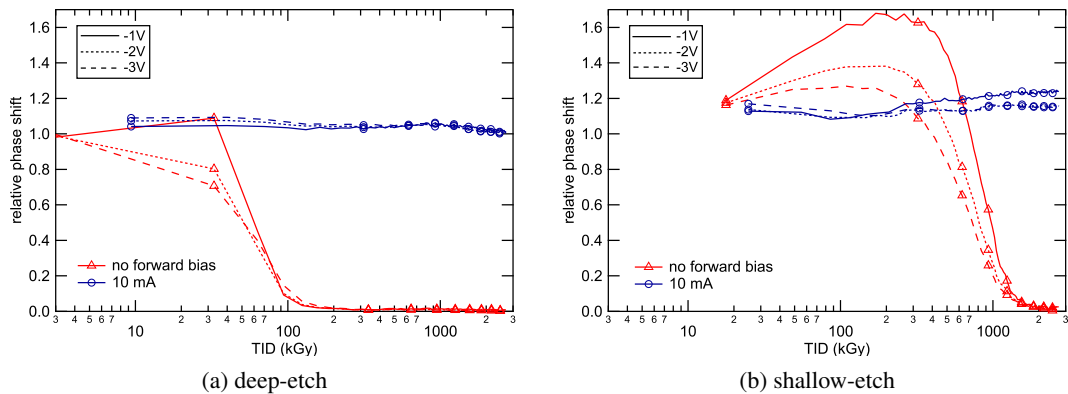 1.6
1.4
1.2
1.0
0.8
0.6
0.4
0.2
0.0
relative phase shift
-1V
-2V
-3V
no forward bias
10 mA
3 4 5 6 7 10 2 3 4 5 6 7 100 2 3 4 5 6 7 1000 2 3
TID (kGy)
(a) deep-etch
1.6
1.4
1.2
1.0
0.8
0.6
0.4
0.2
0.0
relative phase shift
-1V
-2V
-3V
no forward bias
10 mA
3 4 5 6 7 10 2 3 4 5 6 7 100 2 3 4 5 6 7 1000 2 3
TID (kGy)
(b) shallow-etch